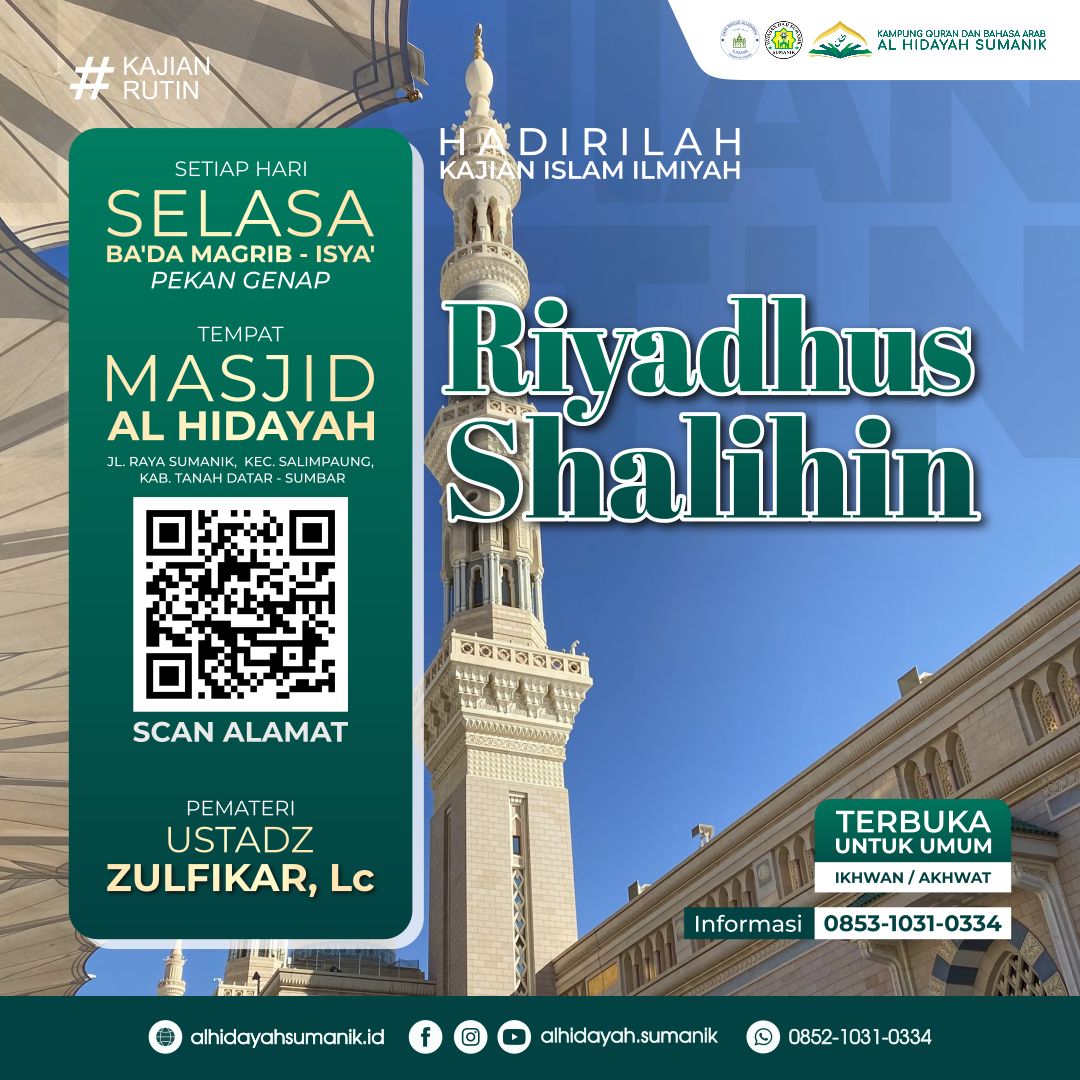 # KAJIAN
RUTIN
KAMPUNG QUR'AN DAN BAHASA ARAB
AL HIDAYAH SUMANIK
SETIAP HARI
SELASA
BA'DA MAGRIB - ISYA'
PEKAN GENAP
TEMPAT
MASJID
AL HIDAYAH
JL. RAYA SUMANIK, KEC. SALIMPAUNG,
KAB. TANAH DATAR - SUMBAR
SCAN ALAMAT
PEMATERI
USTADZ
ZULFIKAR, Lc
HADIRILAH
KAJIAN ISLAM ILMIYAH
Riyadhus
Shalihin
TERBUKA
UNTUK UMUM
IKHWAN / AKHWAT
Informasi 0853-1031-0334
alhidayahsumanik.id alhidayah.sumanik 0852-1031-0334